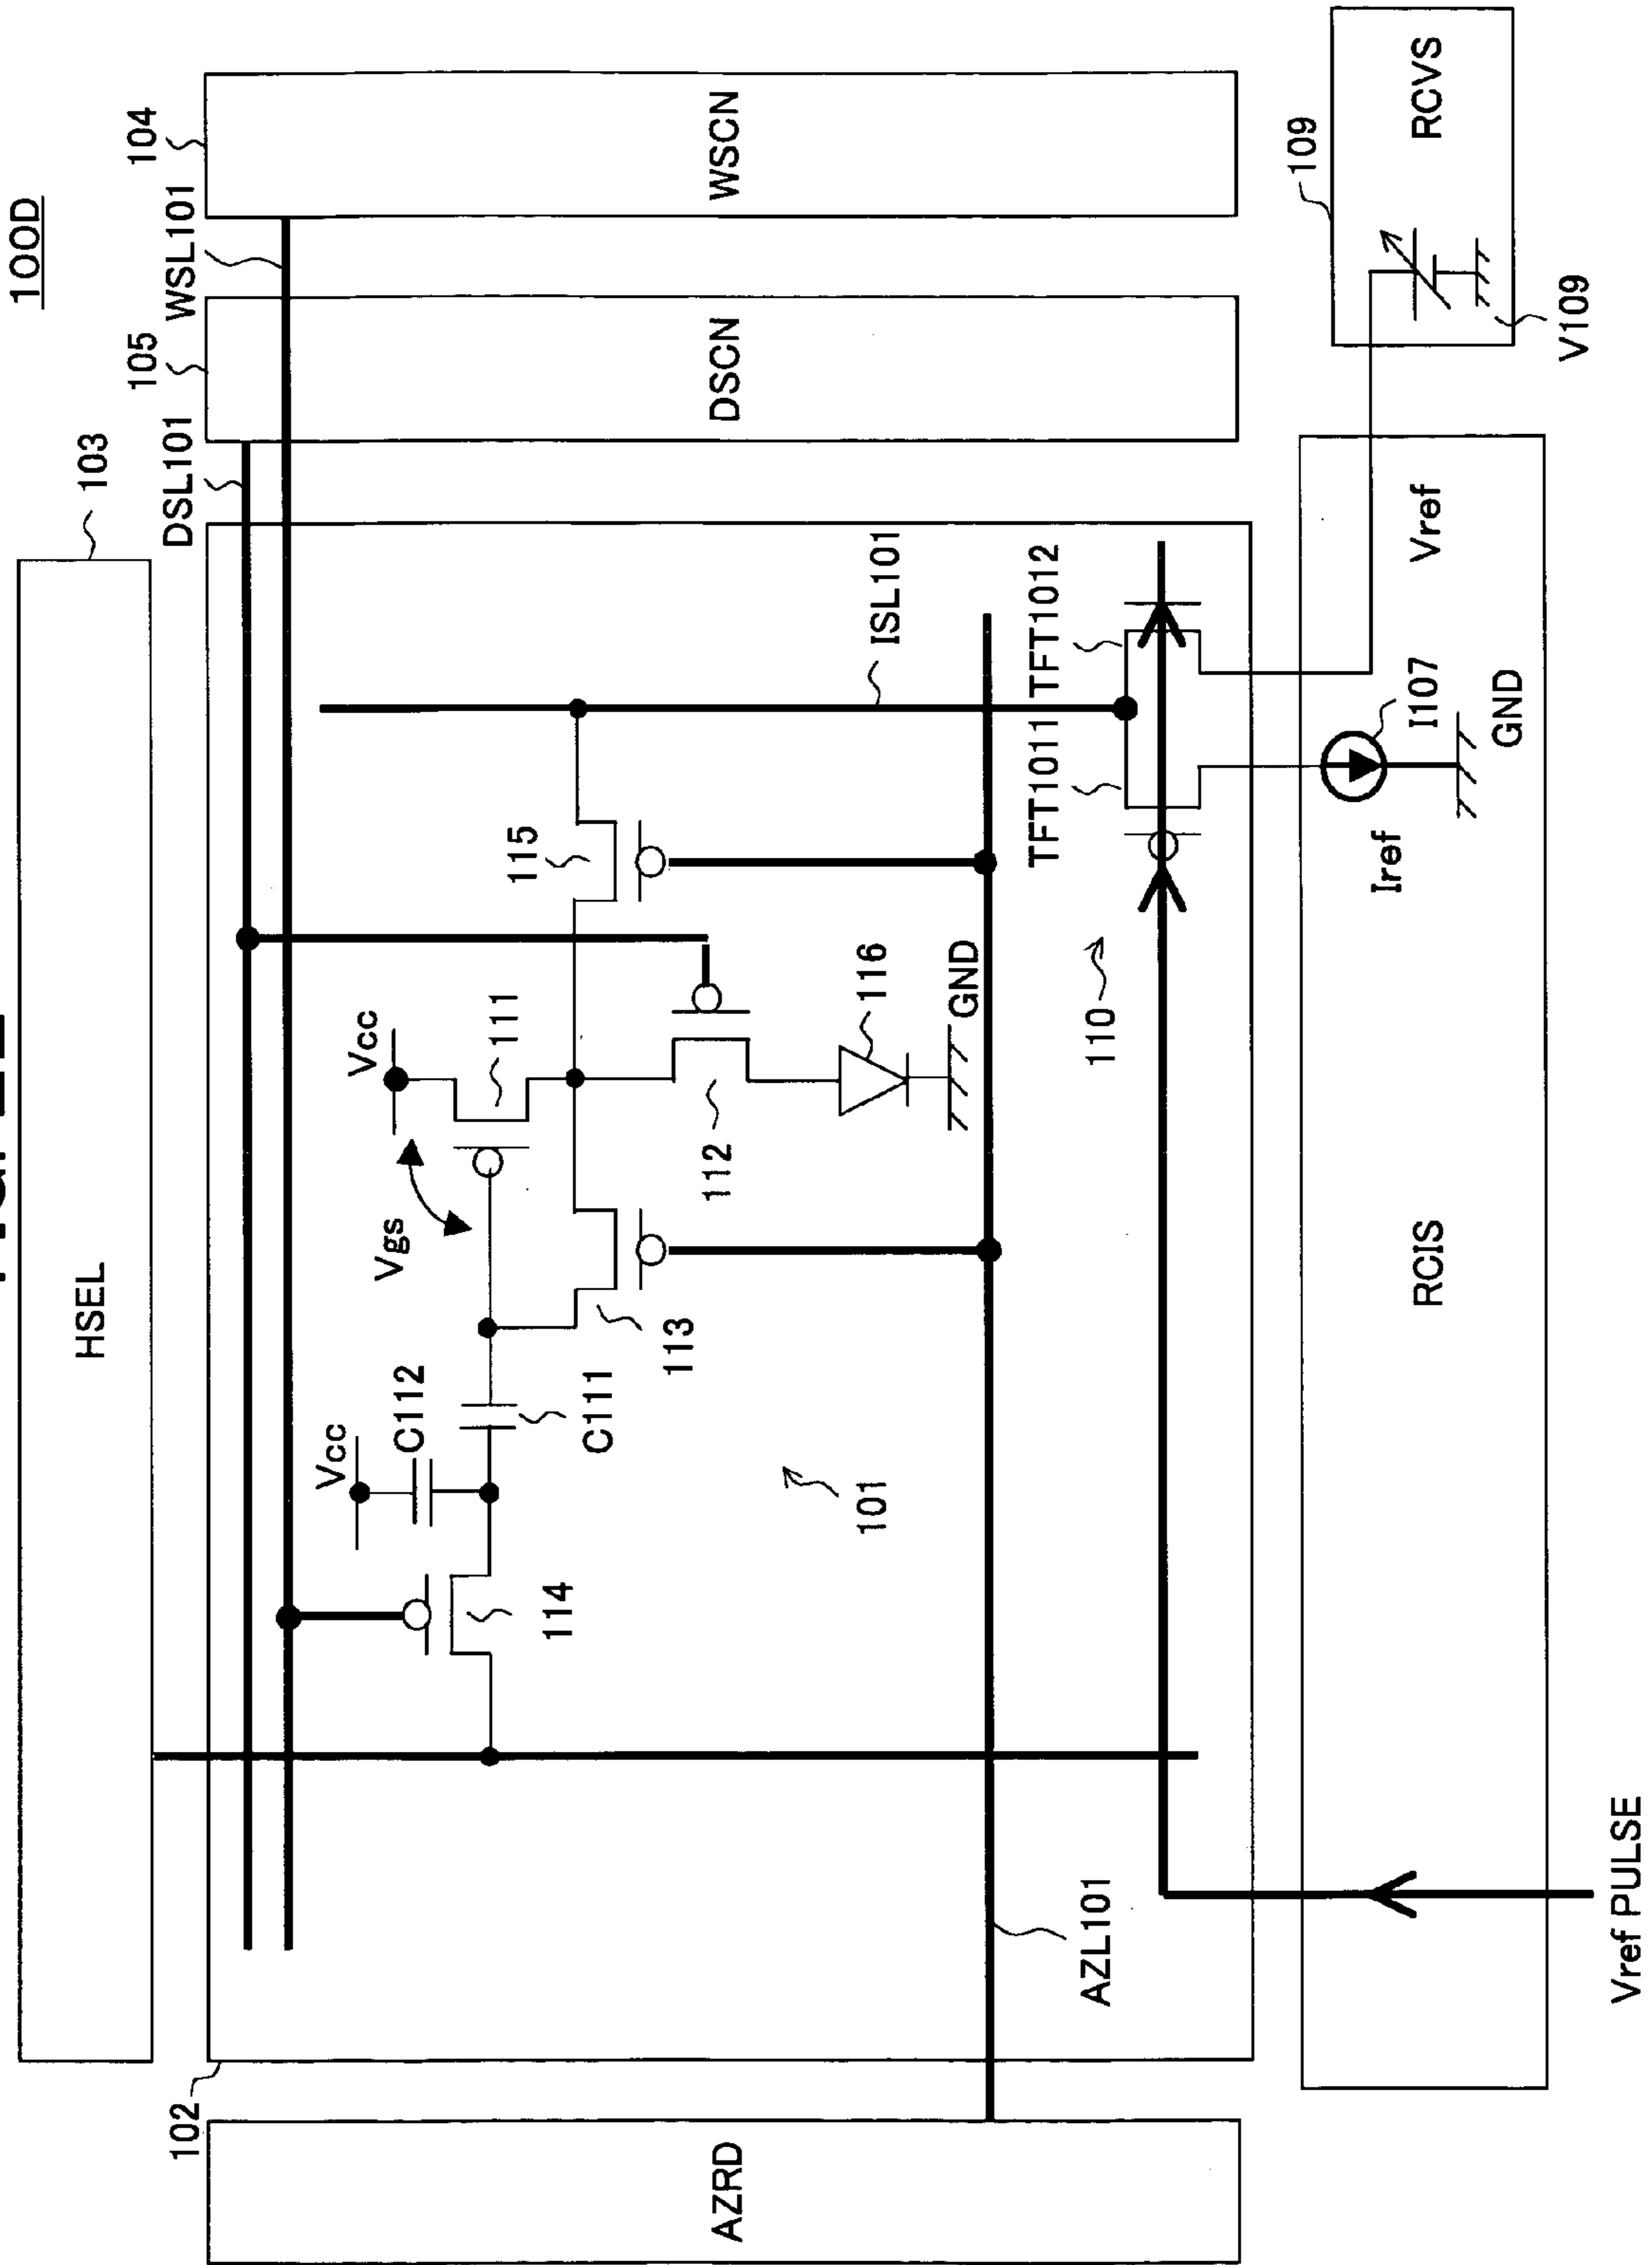 100D
HSEL
103
104
105
WSL101
DSL101
102
AZRD
DSCN
WSCN
Vcc
C112
Vcc
Vgs
111
C111
114
113
112
115
116
GND
101
ISL101
AZL101
110
TFT1011
TFT1012
Iref
I107
GND
Vref
RCIS
Vref PULSE
109
RCVS
V109